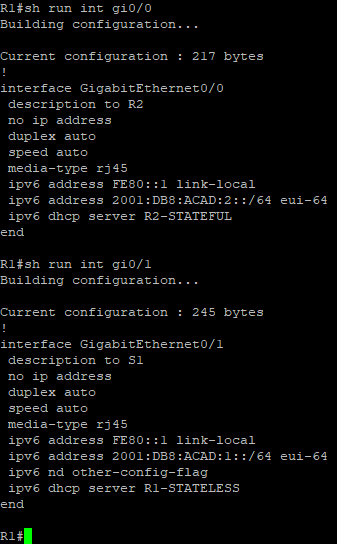 R1#sh run int gi0/0
Building configuration...
Current configuration : 217 bytes
!
interface GigabitEthernet0/0
description to R2
no ip address
duplex auto
speed auto
media-type rj45
ipv6 address FE80::1 link-local
ipv6 address 2001:DB8:ACAD:2::/64 eui-64
ipv6 dhcp server R2-STATEFUL
end
R1#sh run int gi0/1
Building configuration...
Current configuration : 245 bytes
!
interface GigabitEthernet0/1
description to S1
no ip address
duplex auto
speed auto
media-type rj45
ipv6 address FE80::1 link-local
ipv6 address 2001:DB8:ACAD:1::/64 eui-64
ipv6 nd other-config-flag
ipv6 dhcp server R1-STATELESS
end
R1#